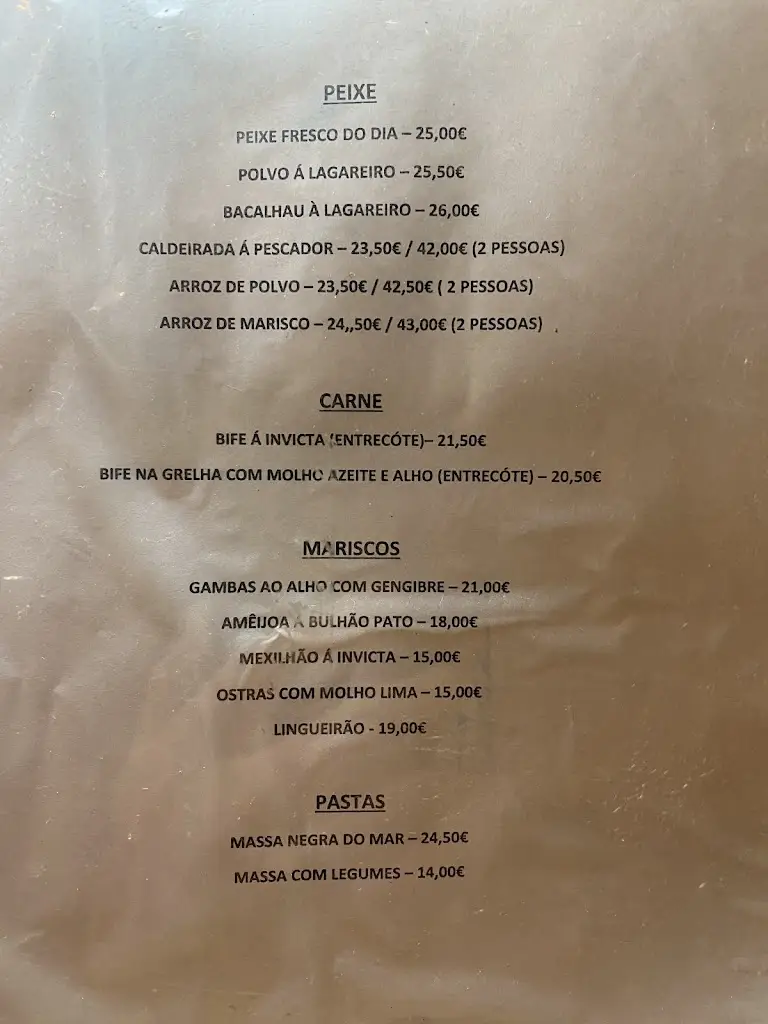 PEIXE
PEIXE FRESCO DO DIA – 25,00€
POLVO Á LAGAREIRO – 25,50€
BACALHAU À LAGAREIRO – 26,00€
CALDEIRADA Á PESCADOR – 23,50€ / 42,00€ (2 PESSOAS)
ARROZ DE POLVO – 23,50€ / 42,50€ ( 2 PESSOAS)
ARROZ DE MARISCO – 24,,50€ / 43,00€ (2 PESSOAS)
CARNE
BIFE Á INVICTA (ENTRECÓTE)– 21,50€
BIFE NA GRELHA COM MOLHO AZEITE E ALHO (ENTRECÓTE) – 20,50€
MARISCOS
GAMBAS AO ALHO COM GENGIBRE – 21,00€
AMÊIJOA A BULHÃO PATO – 18,00€
MEXILHÃO Á INVICTA – 15,00€
OSTRAS COM MOLHO LIMA – 15,00€
LINGUEIRÃO - 19,00€
PASTAS
MASSA NEGRA DO MAR – 24,50€
MASSA COM LEGUMES – 14,00€